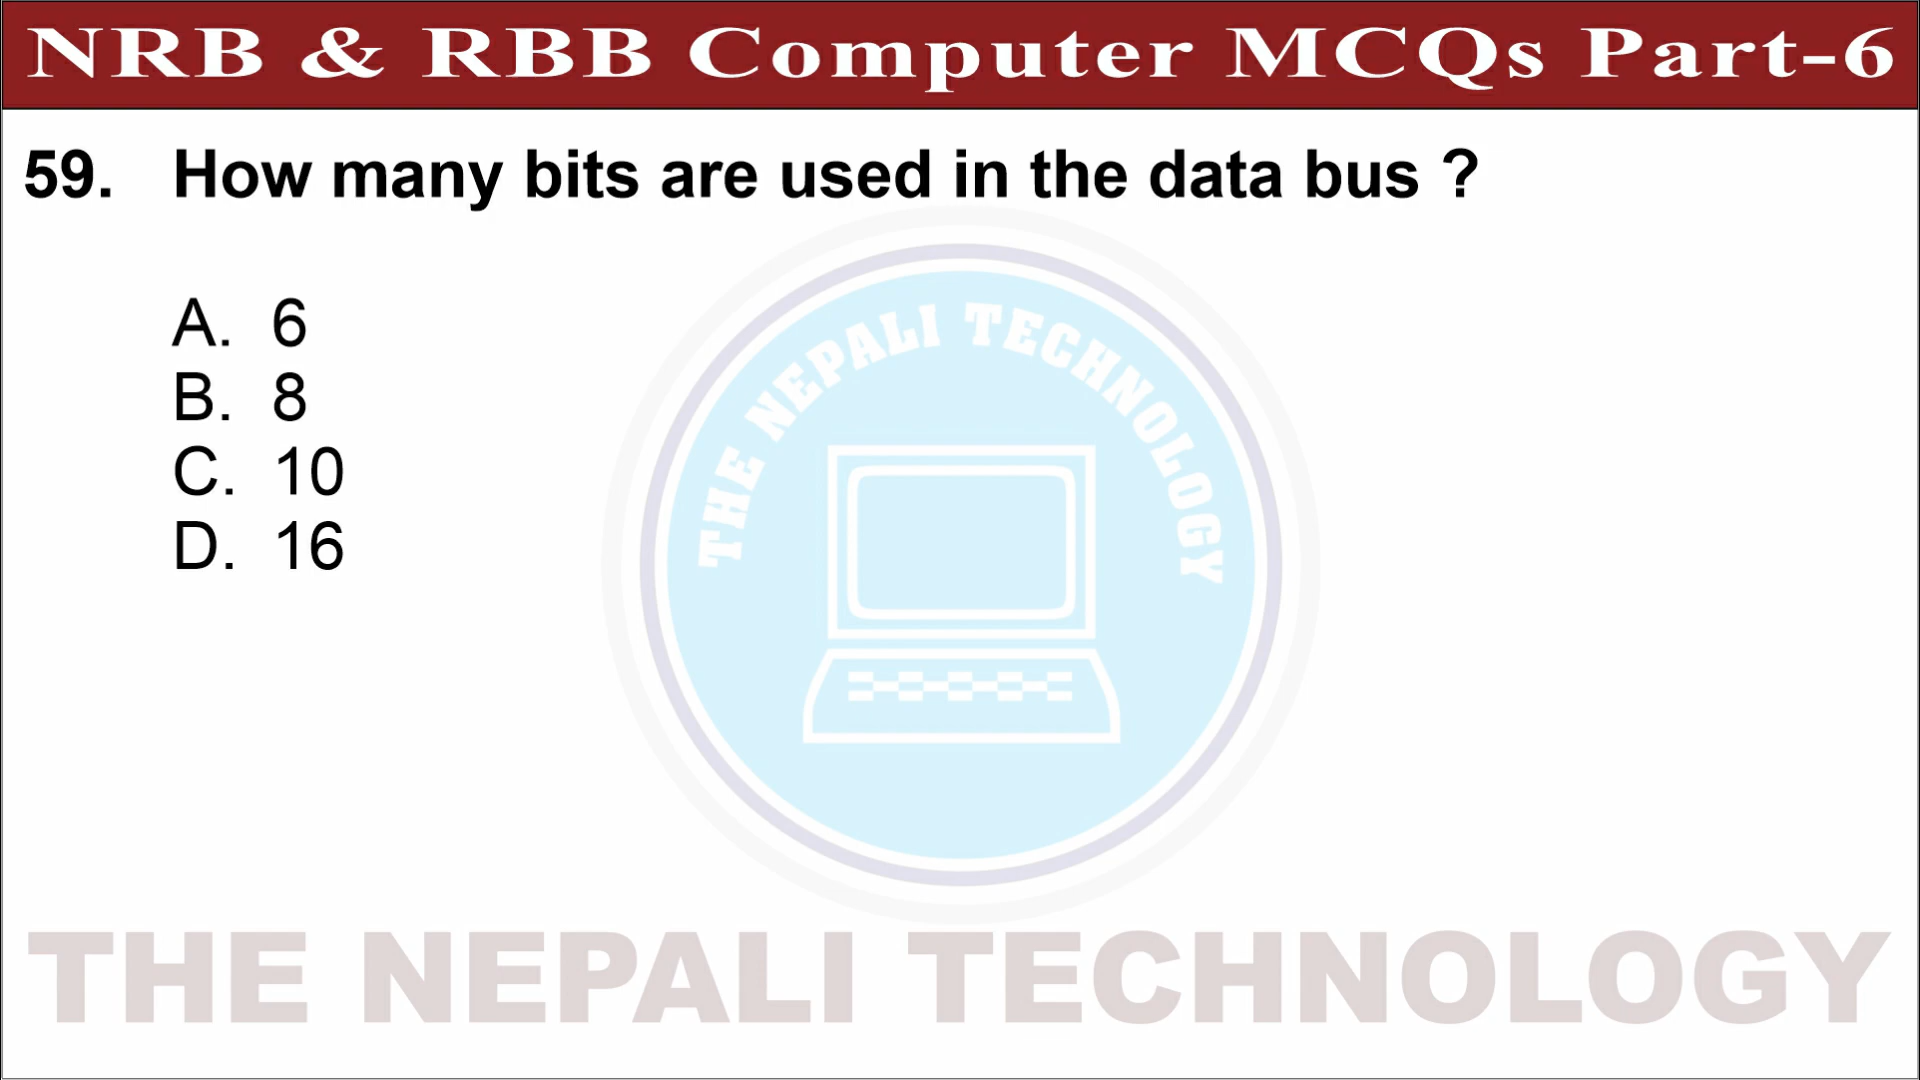 NRB & RBB Computer MCQs Part-6
59. How many bits are used in the data bus ?
A. 6
B. 8
C. 10
D. 16
THE NEPALI TECHNOLOGY
THE NEPALI TECHNOLOGY